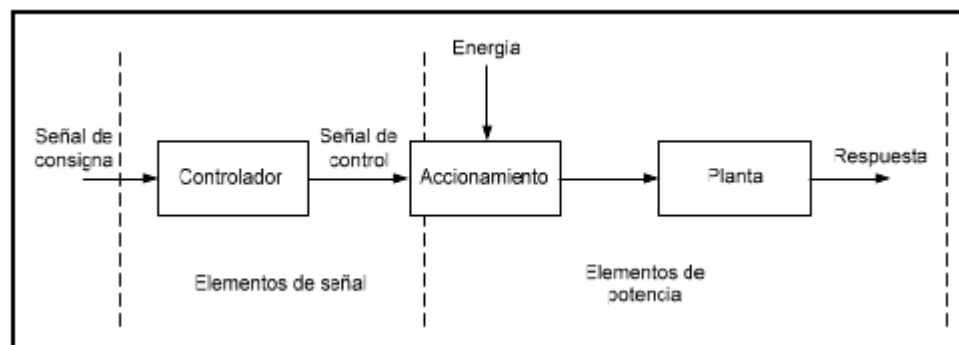 Energía
Señal de
consigna
Controlador
Señal de
control
Accionamiento
Planta
Respuesta
Elementos de señal
Elementos de
potencia